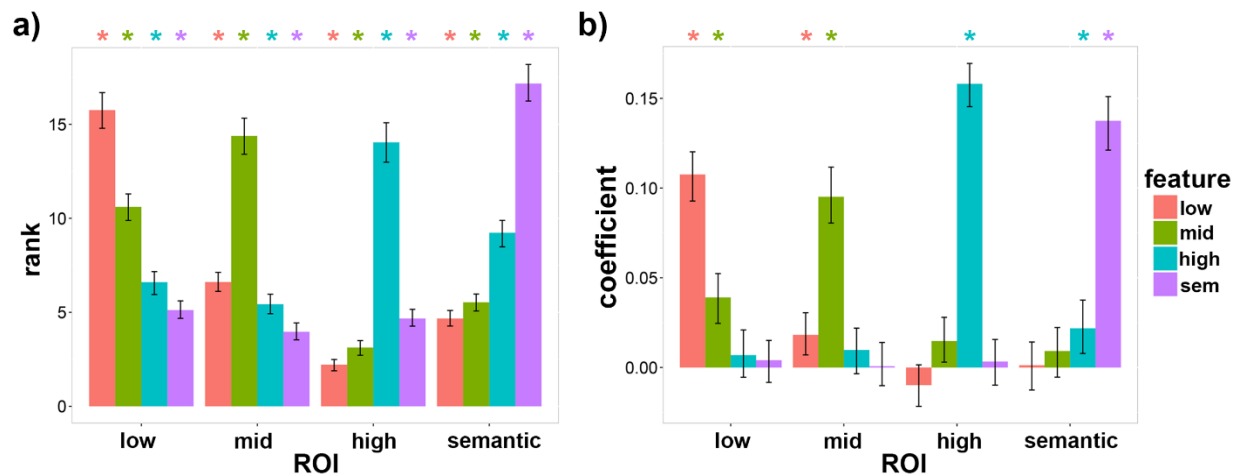 a)
* * * * * * * * * * * * * * * *
rank
15
10
5
0
low mid high semantic
ROI
b)
* * * * * * *
coefficient
0.15
0.10
0.05
0.00
low mid high semantic
ROI
feature
low
mid
high
sem